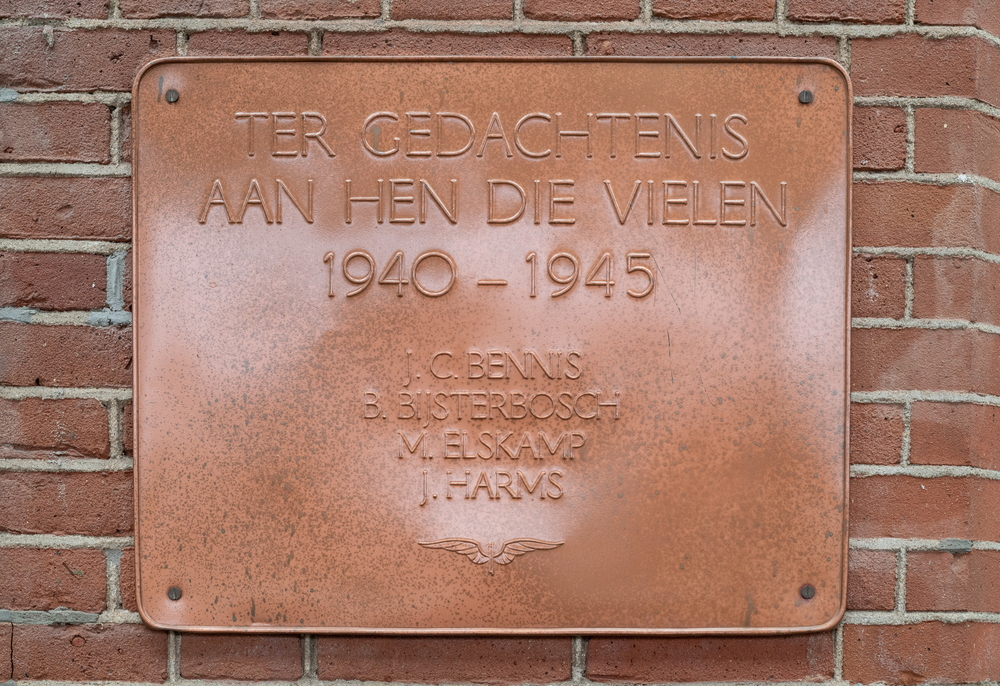 TER GEDACHTENIS
AAN HEN DIE VIELEN
1940 – 1945
J. C. BENNIS
B. BIJSTERBOSCH
M. ELSKAMP
J. HARMS